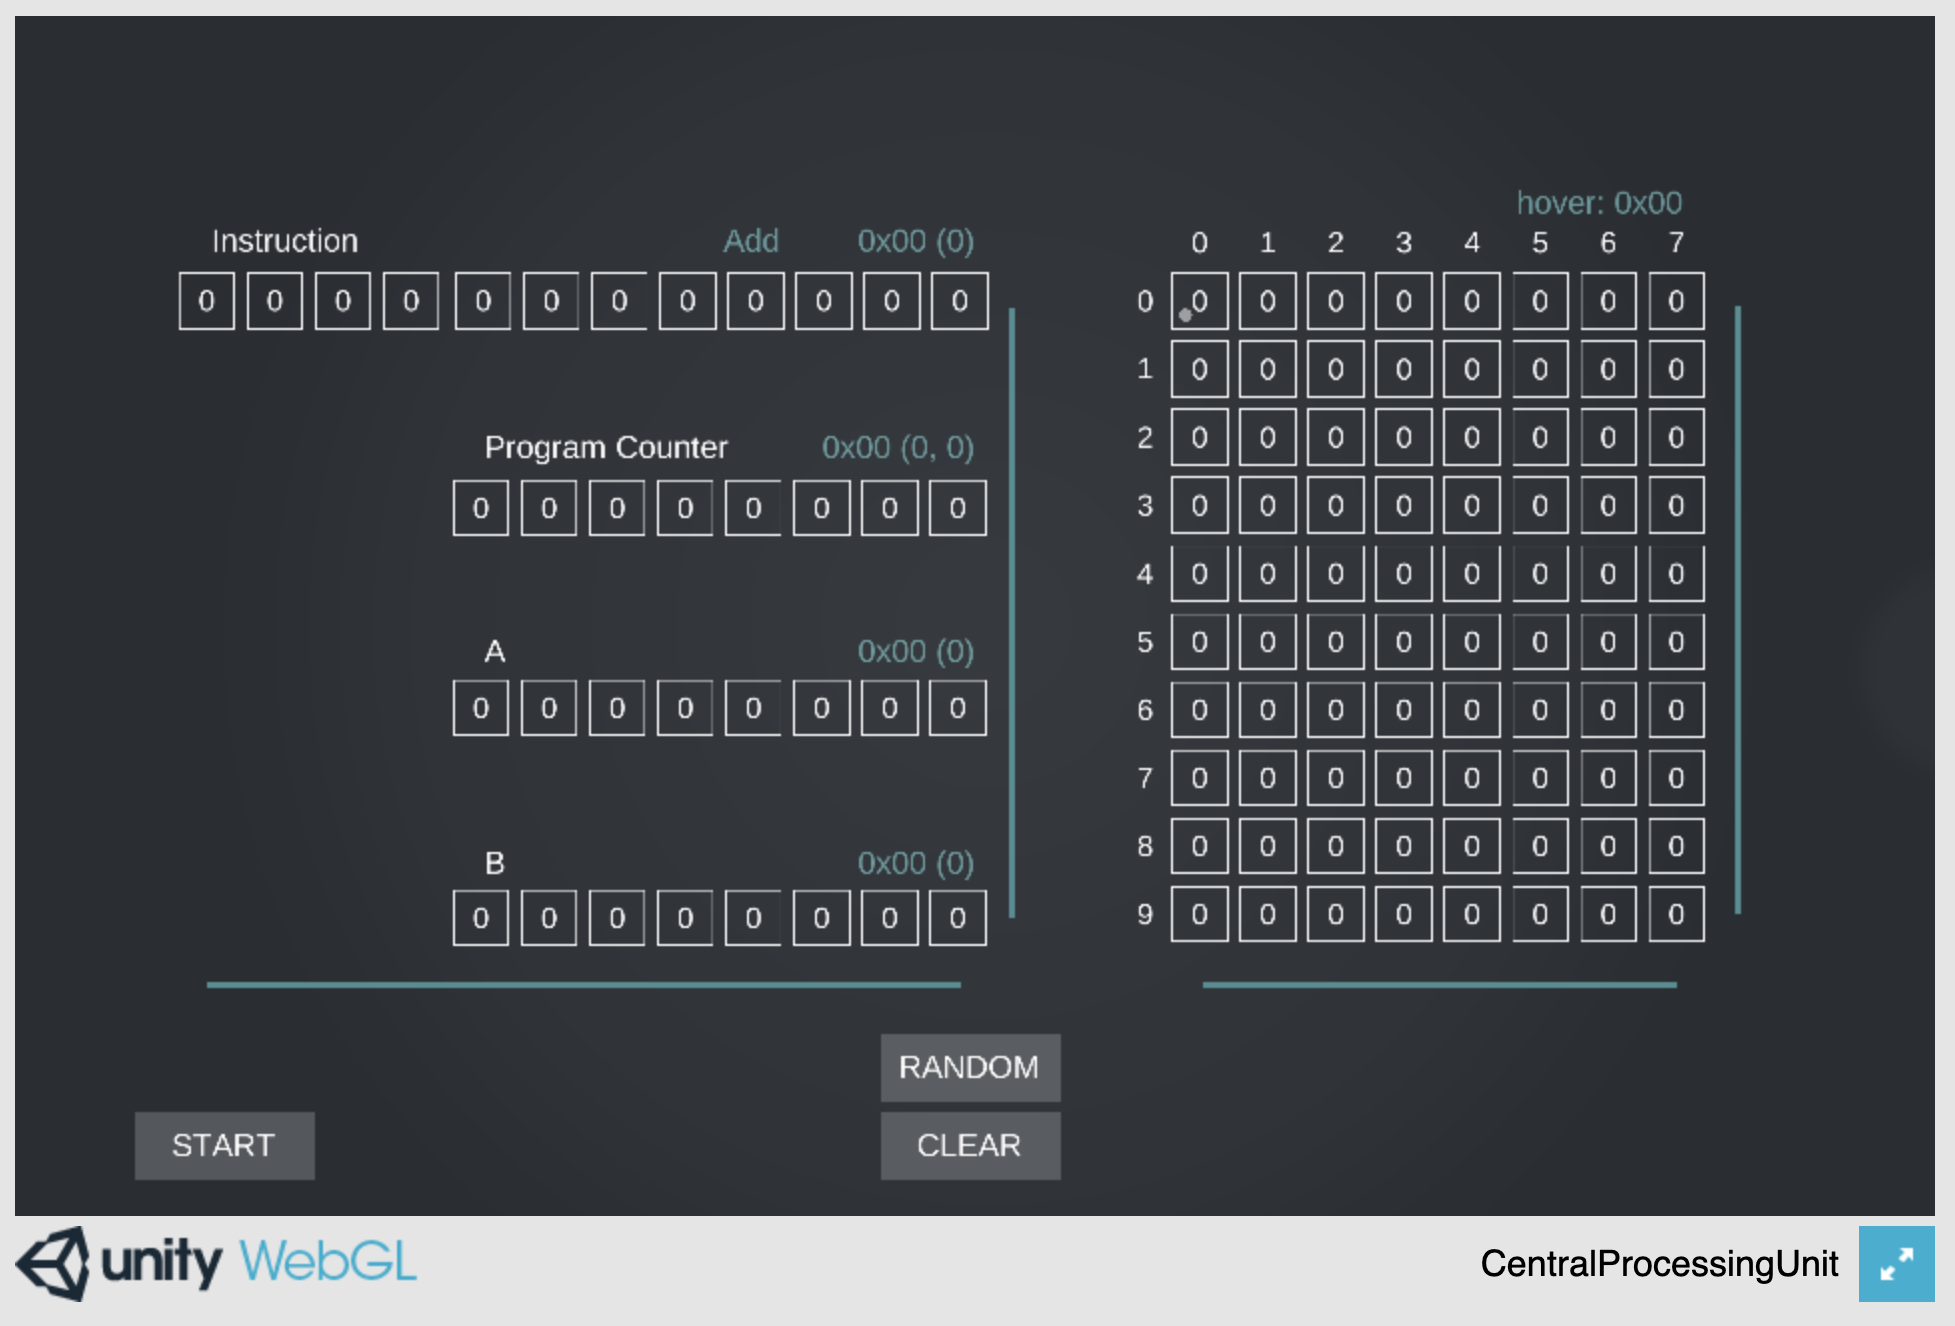 Instruction Add 0x00 (0)
0 0 0 0 0 0 0 0 0 0 0 0
Program Counter 0x00 (0, 0)
0 0 0 0 0 0 0 0
A 0x00 (0)
0 0 0 0 0 0 0 0
B 0x00 (0)
0 0 0 0 0 0 0 0
hover: 0x00
0 1 2 3 4 5 6 7
0 0 0 0 0 0 0 0 0
1 0 0 0 0 0 0 0 0
2 0 0 0 0 0 0 0 0
3 0 0 0 0 0 0 0 0
4 0 0 0 0 0 0 0 0
5 0 0 0 0 0 0 0 0
6 0 0 0 0 0 0 0 0
7 0 0 0 0 0 0 0 0
8 0 0 0 0 0 0 0 0
9 0 0 0 0 0 0 0 0
RANDOM
START CLEAR
unity WebGL CentralProcessingUnit